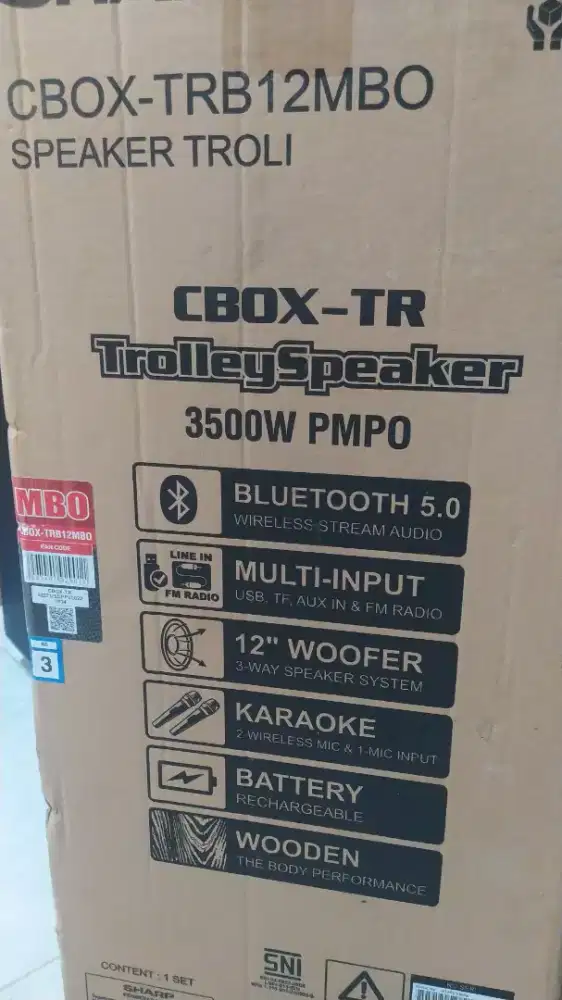 CBOX-TRB12MBO
SPEAKER TROLI
CBOX-TR
TrolleySpeaker
3500W PMPO
BLUETOOTH 5.0
WIRELESS STREAM AUDIO
LINE IN
FM RADIO
MULTI-INPUT
USB, TF, AUX IN & FM RADIO
12" WOOFER
3-WAY SPEAKER SYSTEM
KARAOKE
2-WIRELESS MIC & 1-MIC INPUT
BATTERY
RECHARGEABLE
WOODEN
THE BODY PERFORMANCE
MBO
CBOX-TRB12MBO
EAN CODE
3
CONTENT : 1 SET
SHARP
SNI